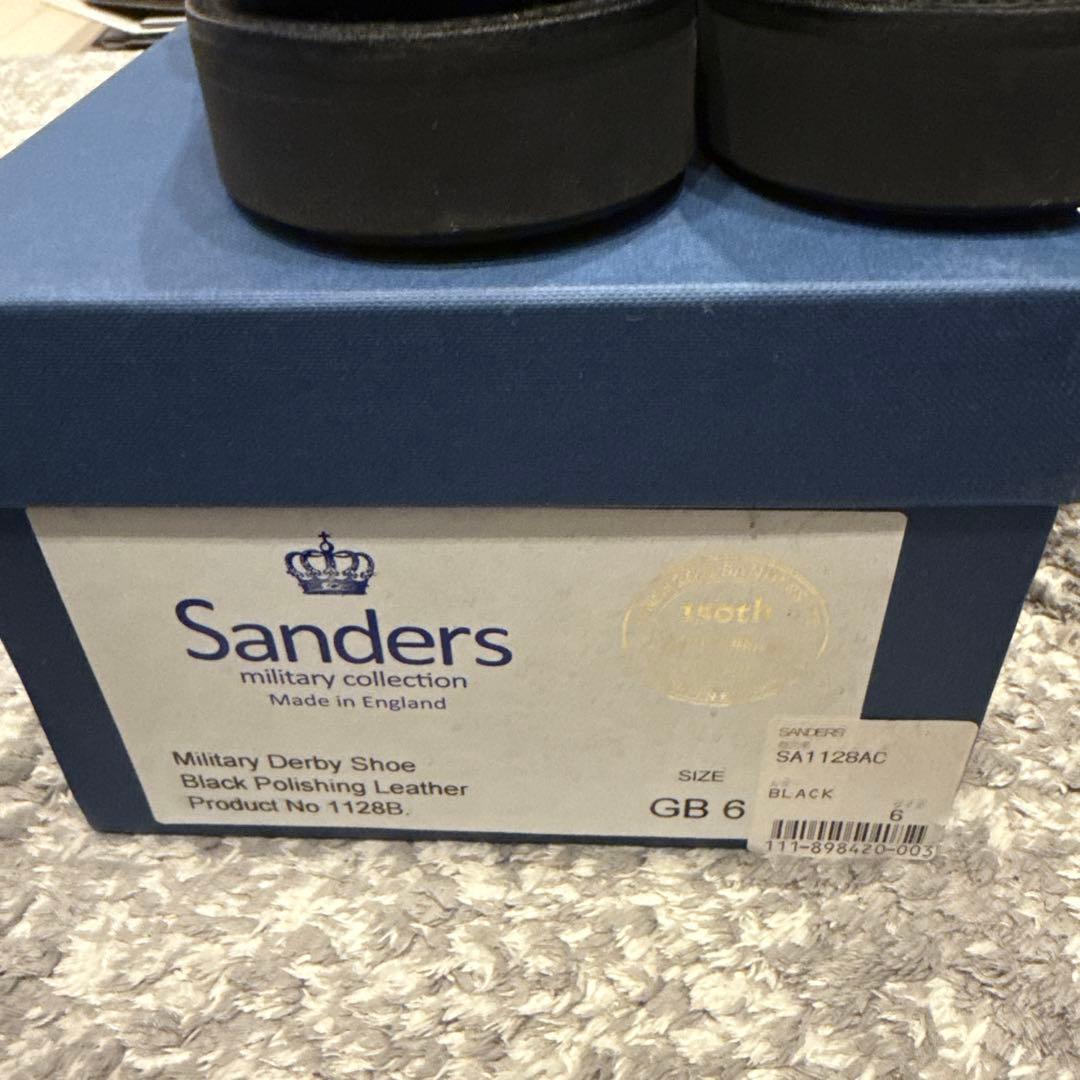 Sanders
military collection
Made in England
150th
Military Derby Shoe
Black Polishing Leather
Product No 1128B.
SIZE
GB 6
SANDERS
SA1128AC
BLACK
6
111-898420-003